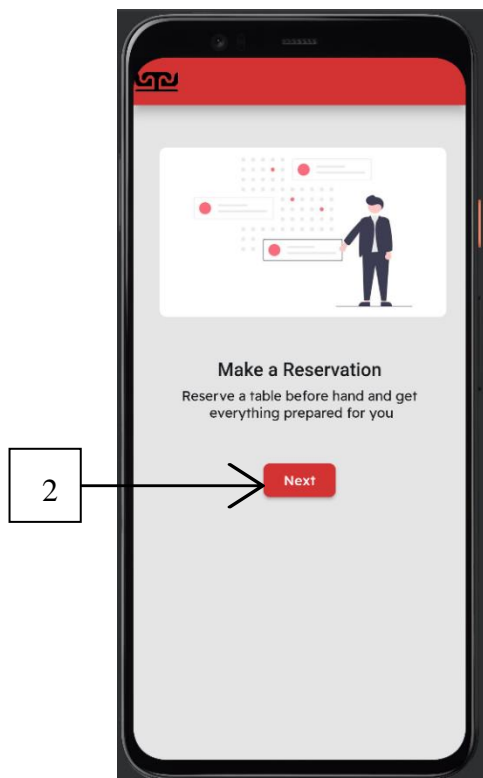 Make a Reservation
Reserve a table before hand and get
everything prepared for you
2
Next